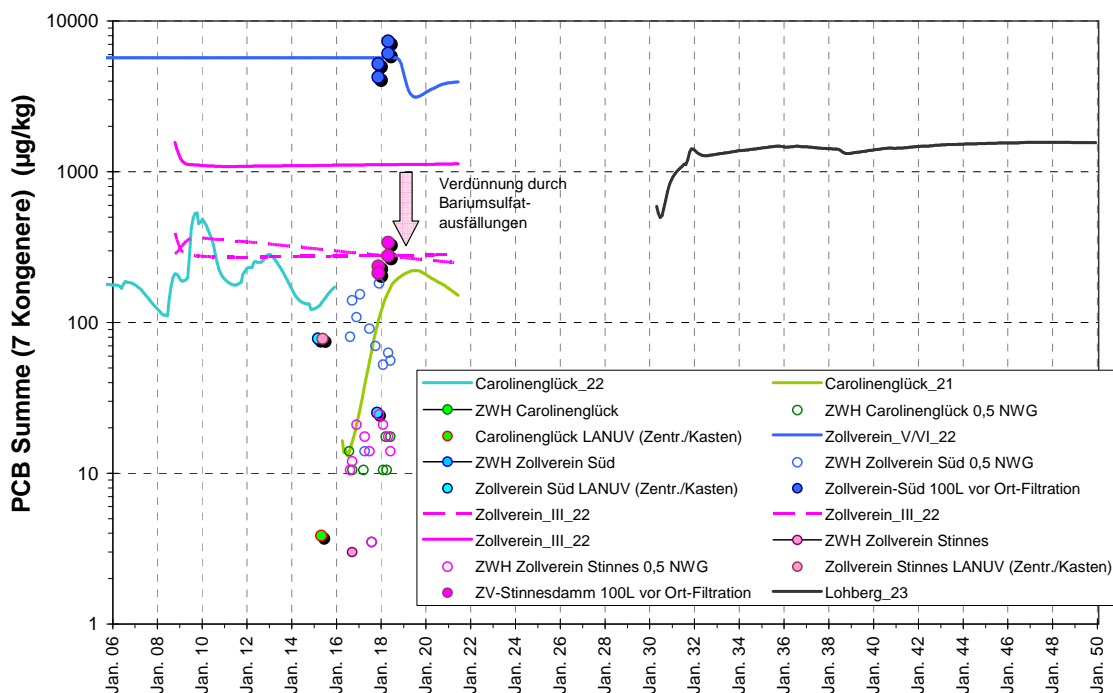 PCB Summe (7 Kongenere) (µg/kg)
10000
1000
100
10
1
Verdünnung durch
Bariumsulfat-
ausfällungen
Carolinenglück_22
Carolinenglück_21
ZWH Carolinenglück
ZWH Carolinenglück 0,5 NWG
Carolinenglück LANUV (Zentr./Kasten)
Zollverein_V/VI_22
ZWH Zollverein Süd
ZWH Zollverein Süd 0,5 NWG
Zollverein Süd LANUV (Zentr./Kasten)
Zollverein-Süd 100L vor Ort-Filtration
Zollverein_III_22
Zollverein_III_22
Zollverein_III_22
ZWH Zollverein Stinnes
ZWH Zollverein Stinnes 0,5 NWG
Zollverein Stinnes LANUV (Zentr./Kasten)
ZV-Stinnesdamm 100L vor Ort-Filtration
Lohberg_23
Jan. 06
Jan. 08
Jan. 10
Jan. 12
Jan. 14
Jan. 16
Jan. 18
Jan. 20
Jan. 22
Jan. 24
Jan. 26
Jan. 28
Jan. 30
Jan. 32
Jan. 34
Jan. 36
Jan. 38
Jan. 40
Jan. 42
Jan. 44
Jan. 46
Jan. 48
Jan. 50